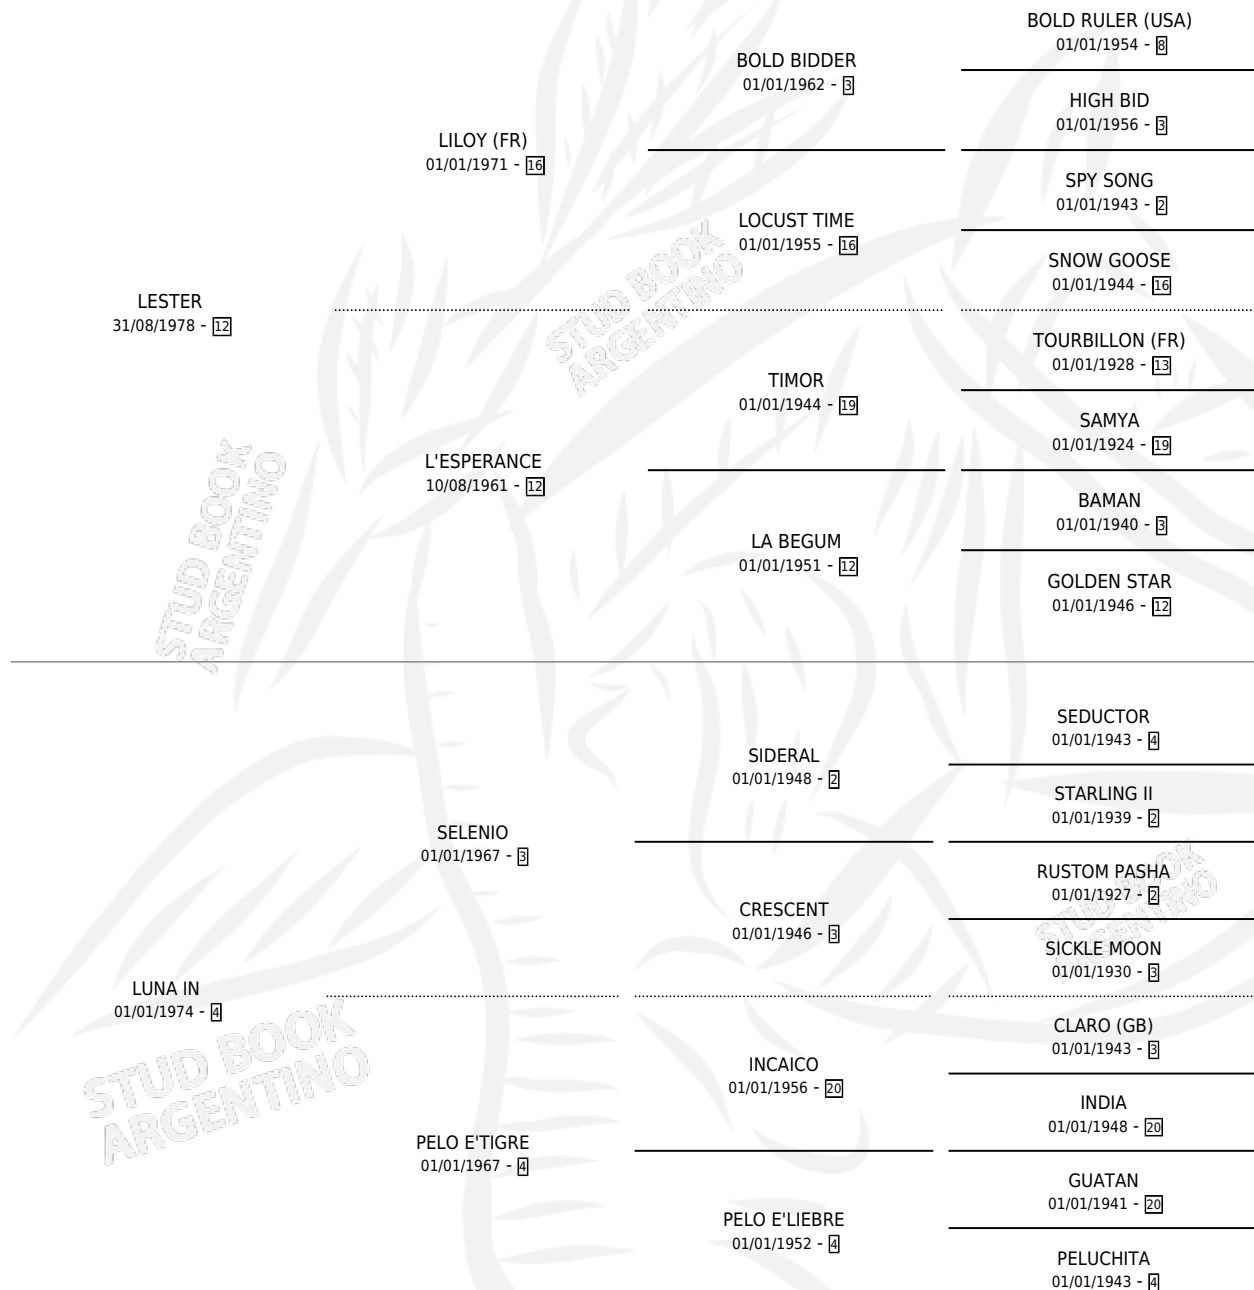 BOLD RULER (USA)
01/01/1954 - 8
BOLD BIDDER
01/01/1962 - 3
HIGH BID
01/01/1956 - 3
LILOY (FR)
01/01/1971 - 16
SPY SONG
01/01/1943 - 2
LOCUST TIME
01/01/1955 - 16
SNOW GOOSE
01/01/1944 - 16
LESTER
31/08/1978 - 12
TOURBILLON (FR)
01/01/1928 - 13
TIMOR
01/01/1944 - 19
SAMYA
01/01/1924 - 19
L'ESPERANCE
10/08/1961 - 12
BAMAN
01/01/1940 - 3
LA BEGUM
01/01/1951 - 12
GOLDEN STAR
01/01/1946 - 12
SEDUCTOR
01/01/1943 - 4
SIDERAL
01/01/1948 - 2
STARLING II
01/01/1939 - 2
SELENIO
01/01/1967 - 3
RUSTOM PASHA
01/01/1927 - 2
CRESCENT
01/01/1946 - 3
SICKLE MOON
01/01/1930 - 3
LUNA IN
01/01/1974 - 4
CLARO (GB)
01/01/1943 - 3
INCAICO
01/01/1956 - 20
INDIA
01/01/1948 - 20
PELO E'TIGRE
01/01/1967 - 4
GUATAN
01/01/1941 - 20
PELO E'LIEBRE
01/01/1952 - 4
PELUCHITA
01/01/1943 - 4
STUD BOOK
ARGENTINO
STUD BOOK
ARGENTINO
STUD BOOK
ARGENTINO
STUD BOOK
ARGENTINO